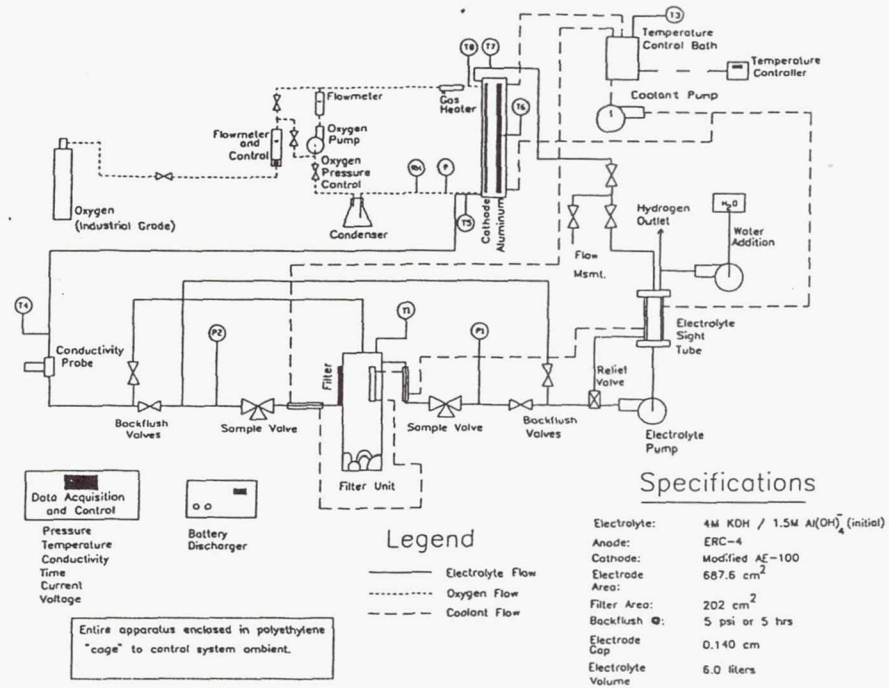 T3
Temperature
Control Bath
Temperature
Controller
Coolant Pump
T8
T7
T6
Gas
Heater
Flowmeter
Flowmeter
and
Control
Oxygen
Pump
Oxygen
Pressure
Control
Oxygen
(Industrial Grade)
Condenser
RH
P
T5
Cathode
Aluminum
Hydrogen
Outlet
H2O
Water
Addition
Flow
Msmt.
Electrolyte
Sight
Tube
T4
Conductivity
Probe
P2
T1
P1
Filter
Relief
Valve
Backflush
Valves
Sample Valve
Sample Valve
Backflush
Valves
Electrolyte
Pump
Filter Unit
Data Acquisition
and Control
Pressure
Temperature
Conductivity
Time
Current
Voltage
Battery
Discharger
Legend
Electrolyte Flow
Oxygen Flow
Coolant Flow
Entire apparatus enclosed in polyethylene
"cage" to control system ambient.
Specifications
Electrolyte: 4M KOH / 1.5M Al(OH)4- (initial)
Anode: ERC-4
Cathode: Modified AE-100
Electrode 687.6 cm2
Area:
Filter Area: 202 cm2
Backflush @: 5 psi or 5 hrs
Electrode 0.140 cm
Gap
Electrolyte 6.0 liters
Volume